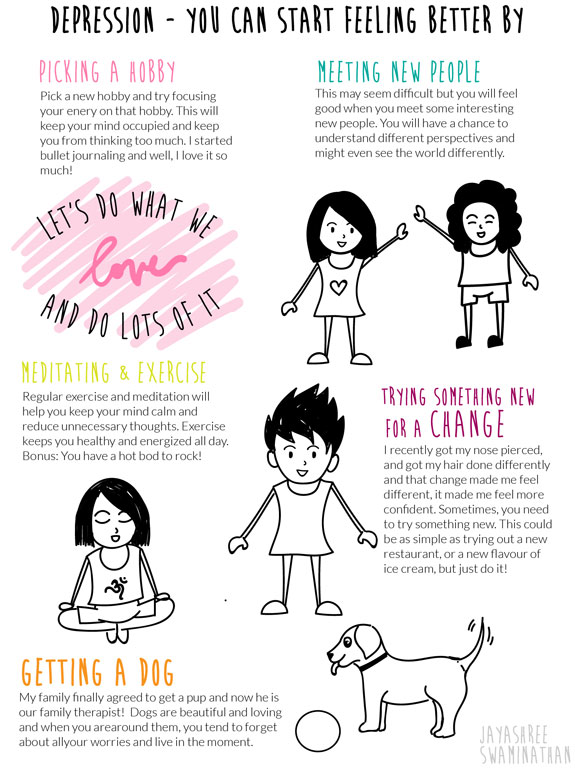 DEPRESSION - YOU CAN START FEELING BETTER BY
PICKING A HOBBY
Pick a new hobby and try focusing
your enery on that hobby. This will
keep your mind occupied and keep
you from thinking too much. I started
bullet journaling and well, I love it so
much!
MEETING NEW PEOPLE
This may seem difficult but you will feel
good when you meet some interesting
new people. You will have a chance to
understand different perspectives and
might even see the world differently.
LET'S DO WHAT WE
love
AND DO LOTS OF IT
MEDITATING & EXERCISE
Regular exercise and meditation will
help you keep your mind calm and
reduce unnecessary thoughts. Exercise
keeps you healthy and energized all day.
Bonus: You have a hot bod to rock!
TRYING SOMETHING NEW
FOR A CHANGE
I recently got my nose pierced,
and got my hair done differently
and that change made me feel
different, it made me feel more
confident. Sometimes, you need
to try something new. This could
be as simple as trying out a new
restaurant, or a new flavour of
ice cream, but just do it!
ॐ
GETTING A DOG
My family finally agreed to get a pup and now he is
our family therapist! Dogs are beautiful and loving
and when you arearound them, you tend to forget
about allyour worries and live in the moment.
JAYASHREE
SWAMINATHAN